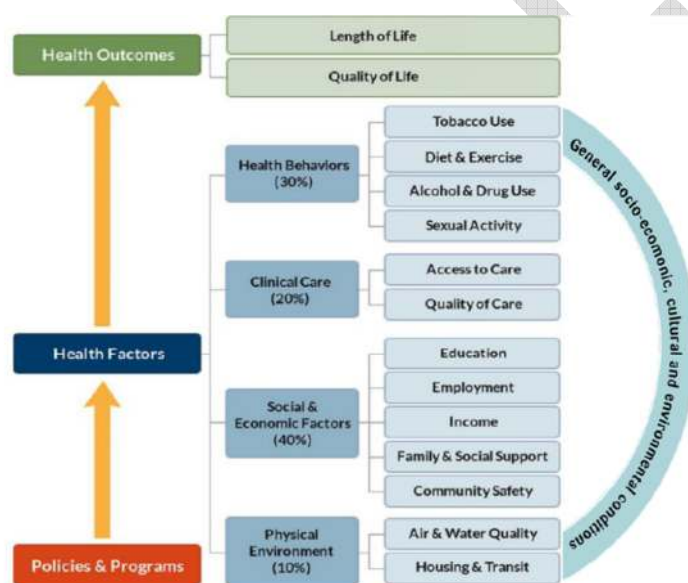 Health Outcomes
Length of Life
Quality of Life
Health Behaviors
(30%)
Tobacco Use
Diet & Exercise
Alcohol & Drug Use
Sexual Activity
Clinical Care
(20%)
Access to Care
Quality of Care
Health Factors
Social &
Economic Factors
(40%)
Education
Employment
Income
Family & Social Support
Community Safety
Physical
Environment
(10%)
Air & Water Quality
Housing & Transit
Policies & Programs
General socio-ecomonic, cultural and environmental conditions